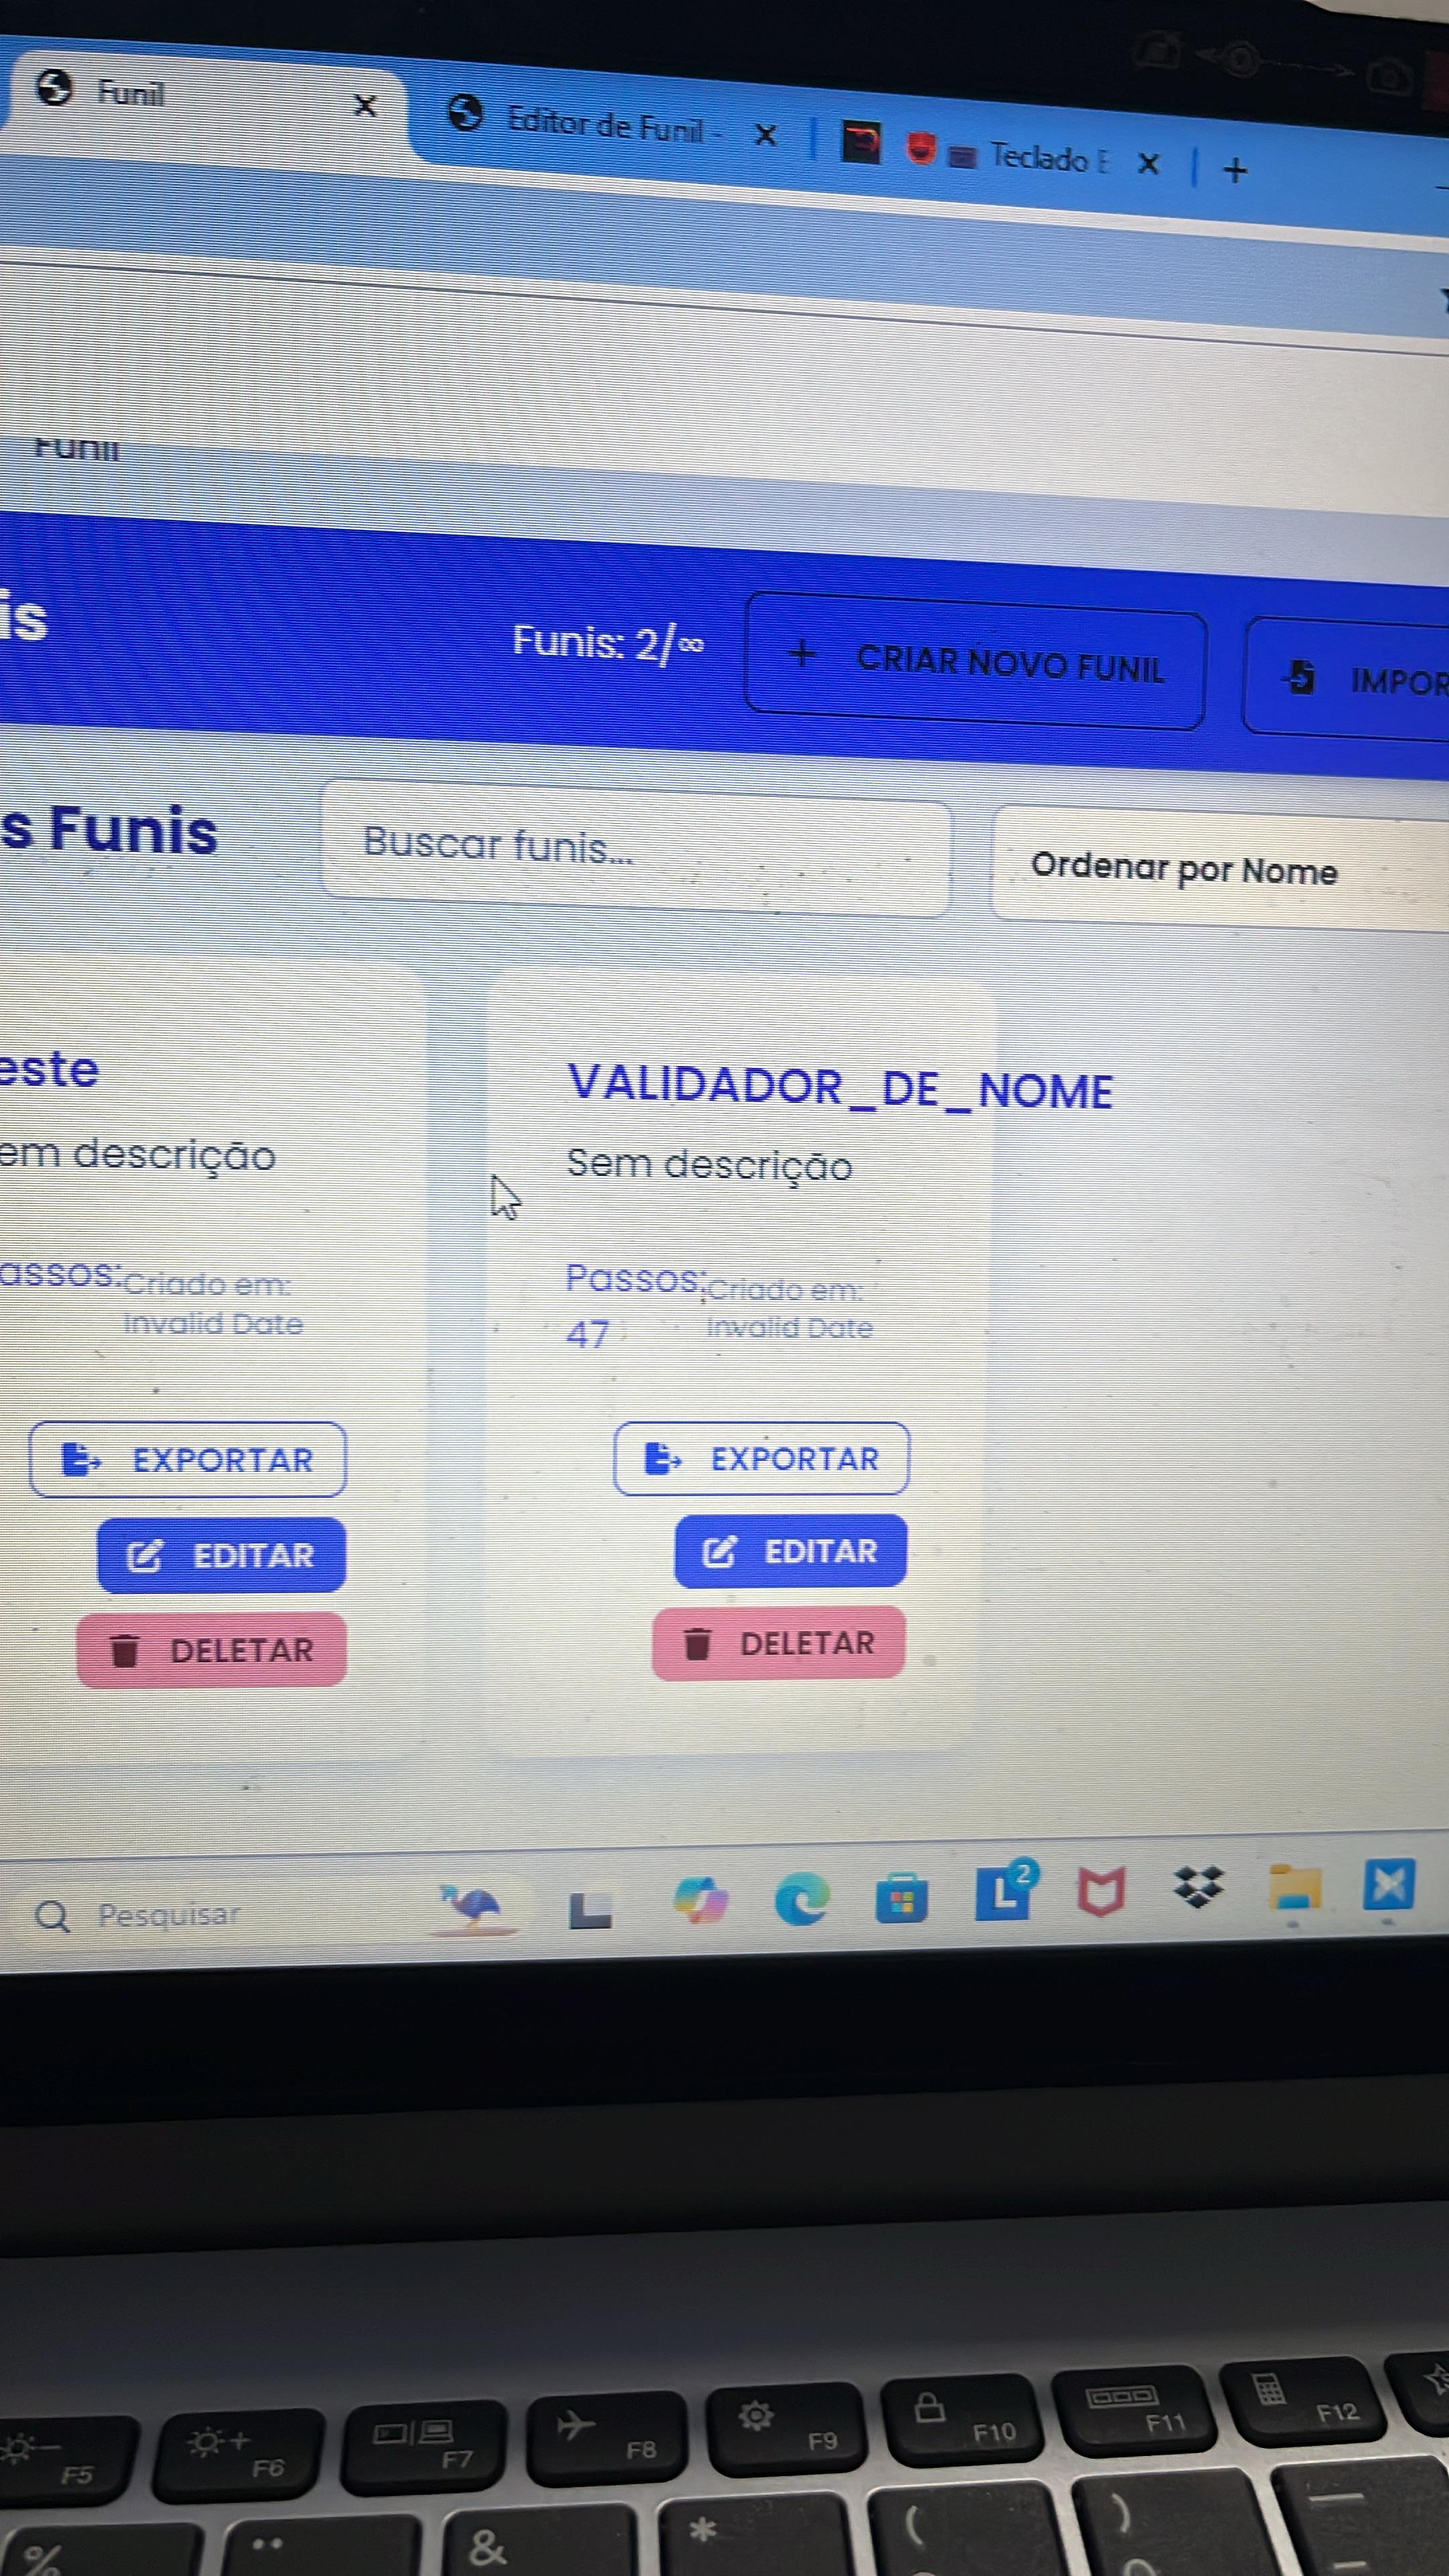 Funil
Editor de Funil -
Teclado E
Funil
is
Funis: 2/∞
+ CRIAR NOVO FUNIL
IMPOR
s Funis
Buscar funis...
Ordenar por Nome
este
em descrição
assos:
Criado em:
Invalid Date
EXPORTAR
EDITAR
DELETAR
VALIDADOR_DE_NOME
Sem descrição
Passos:
47
Criado em:
Invalid Date
EXPORTAR
EDITAR
DELETAR
Pesquisar
L
2
F5
F6
F7
F8
F9
F10
F11
F12
%
¨
&
*
(
)